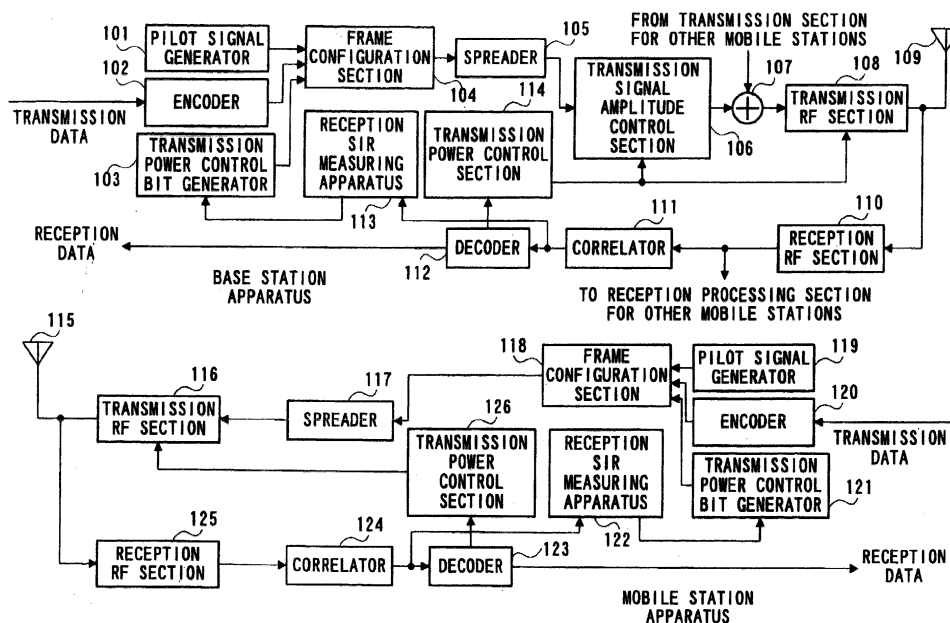 101
PILOT SIGNAL
GENERATOR
102
ENCODER
TRANSMISSION
DATA
103
TRANSMISSION
POWER CONTROL
BIT GENERATOR
FRAME
CONFIGURATION
SECTION
104
105
SPREADER
RECEPTION
SIR
MEASURING
APPARATUS
113
114
TRANSMISSION
POWER CONTROL
SECTION
TRANSMISSION
SIGNAL
AMPLITUDE
CONTROL
SECTION
106
FROM TRANSMISSION SECTION
FOR OTHER MOBILE STATIONS
107
108
TRANSMISSION
RF SECTION
109
110
RECEPTION
RF SECTION
111
CORRELATOR
DECODER
112
RECEPTION
DATA
BASE STATION
APPARATUS
TO RECEPTION PROCESSING SECTION
FOR OTHER MOBILE STATIONS
115
116
TRANSMISSION
RF SECTION
117
SPREADER
118
FRAME
CONFIGURATION
SECTION
PILOT SIGNAL
GENERATOR
119
ENCODER
120
TRANSMISSION
DATA
TRANSMISSION
POWER CONTROL
BIT GENERATOR
121
126
TRANSMISSION
POWER
CONTROL
SECTION
RECEPTION
SIR
MEASURING
APPARATUS
122
125
RECEPTION
RF SECTION
124
CORRELATOR
DECODER
123
RECEPTION
DATA
MOBILE STATION
APPARATUS